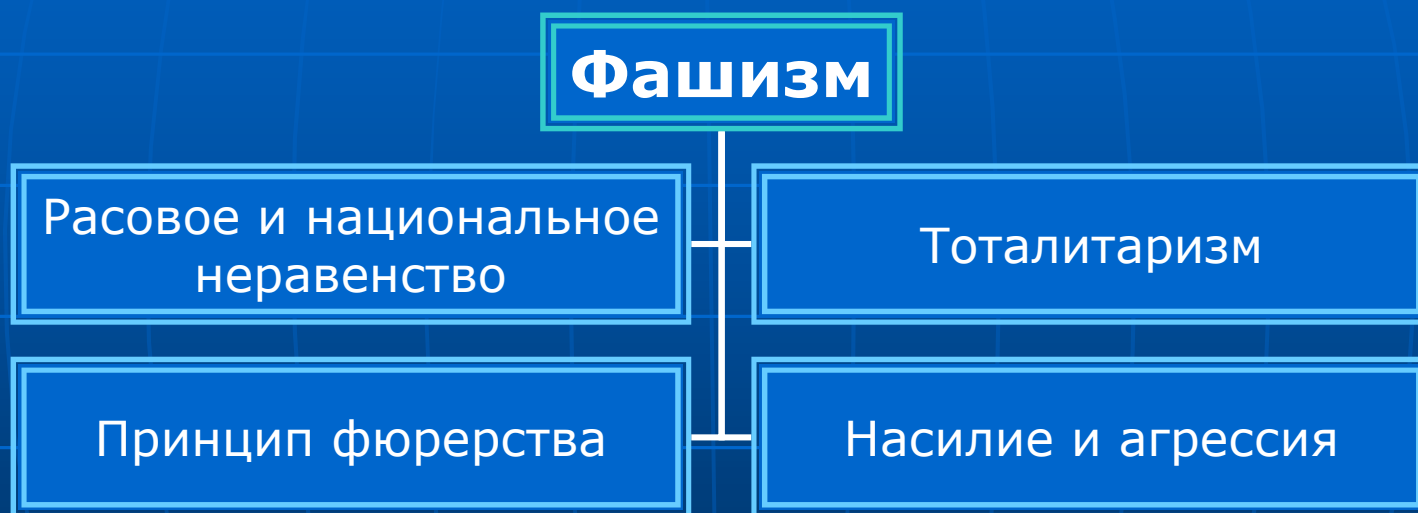 Фашизм
Расовое и национальное
неравенство
Тоталитаризм
Принцип фюрерства
Насилие и агрессия